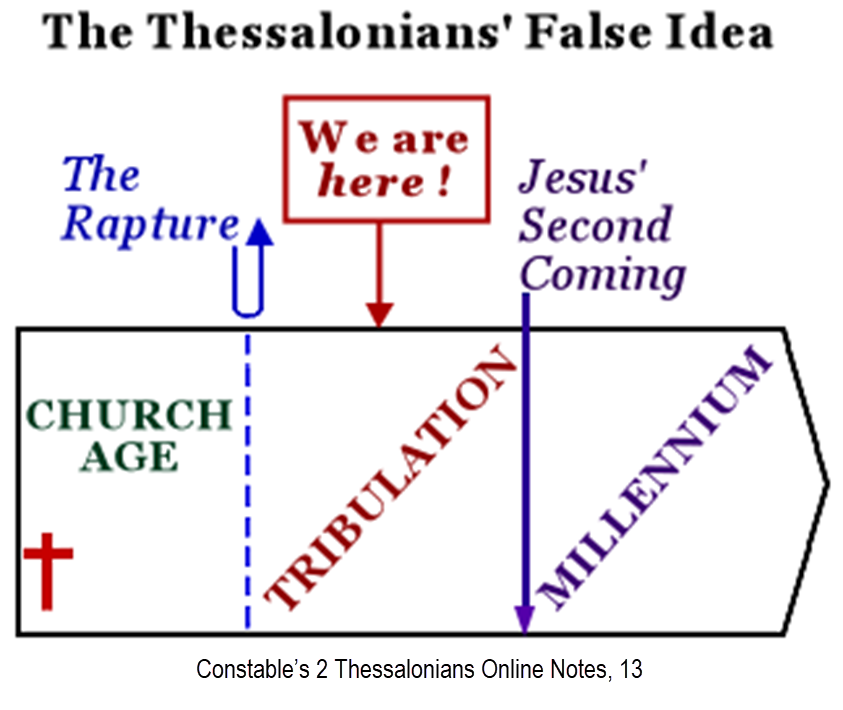 The Thessalonians' False Idea
We are
here !
The
Rapture
Jesus'
Second
Coming
CHURCH
AGE
TRIBULATION
MILLENNIUM
Constable’s 2 Thessalonians Online Notes, 13